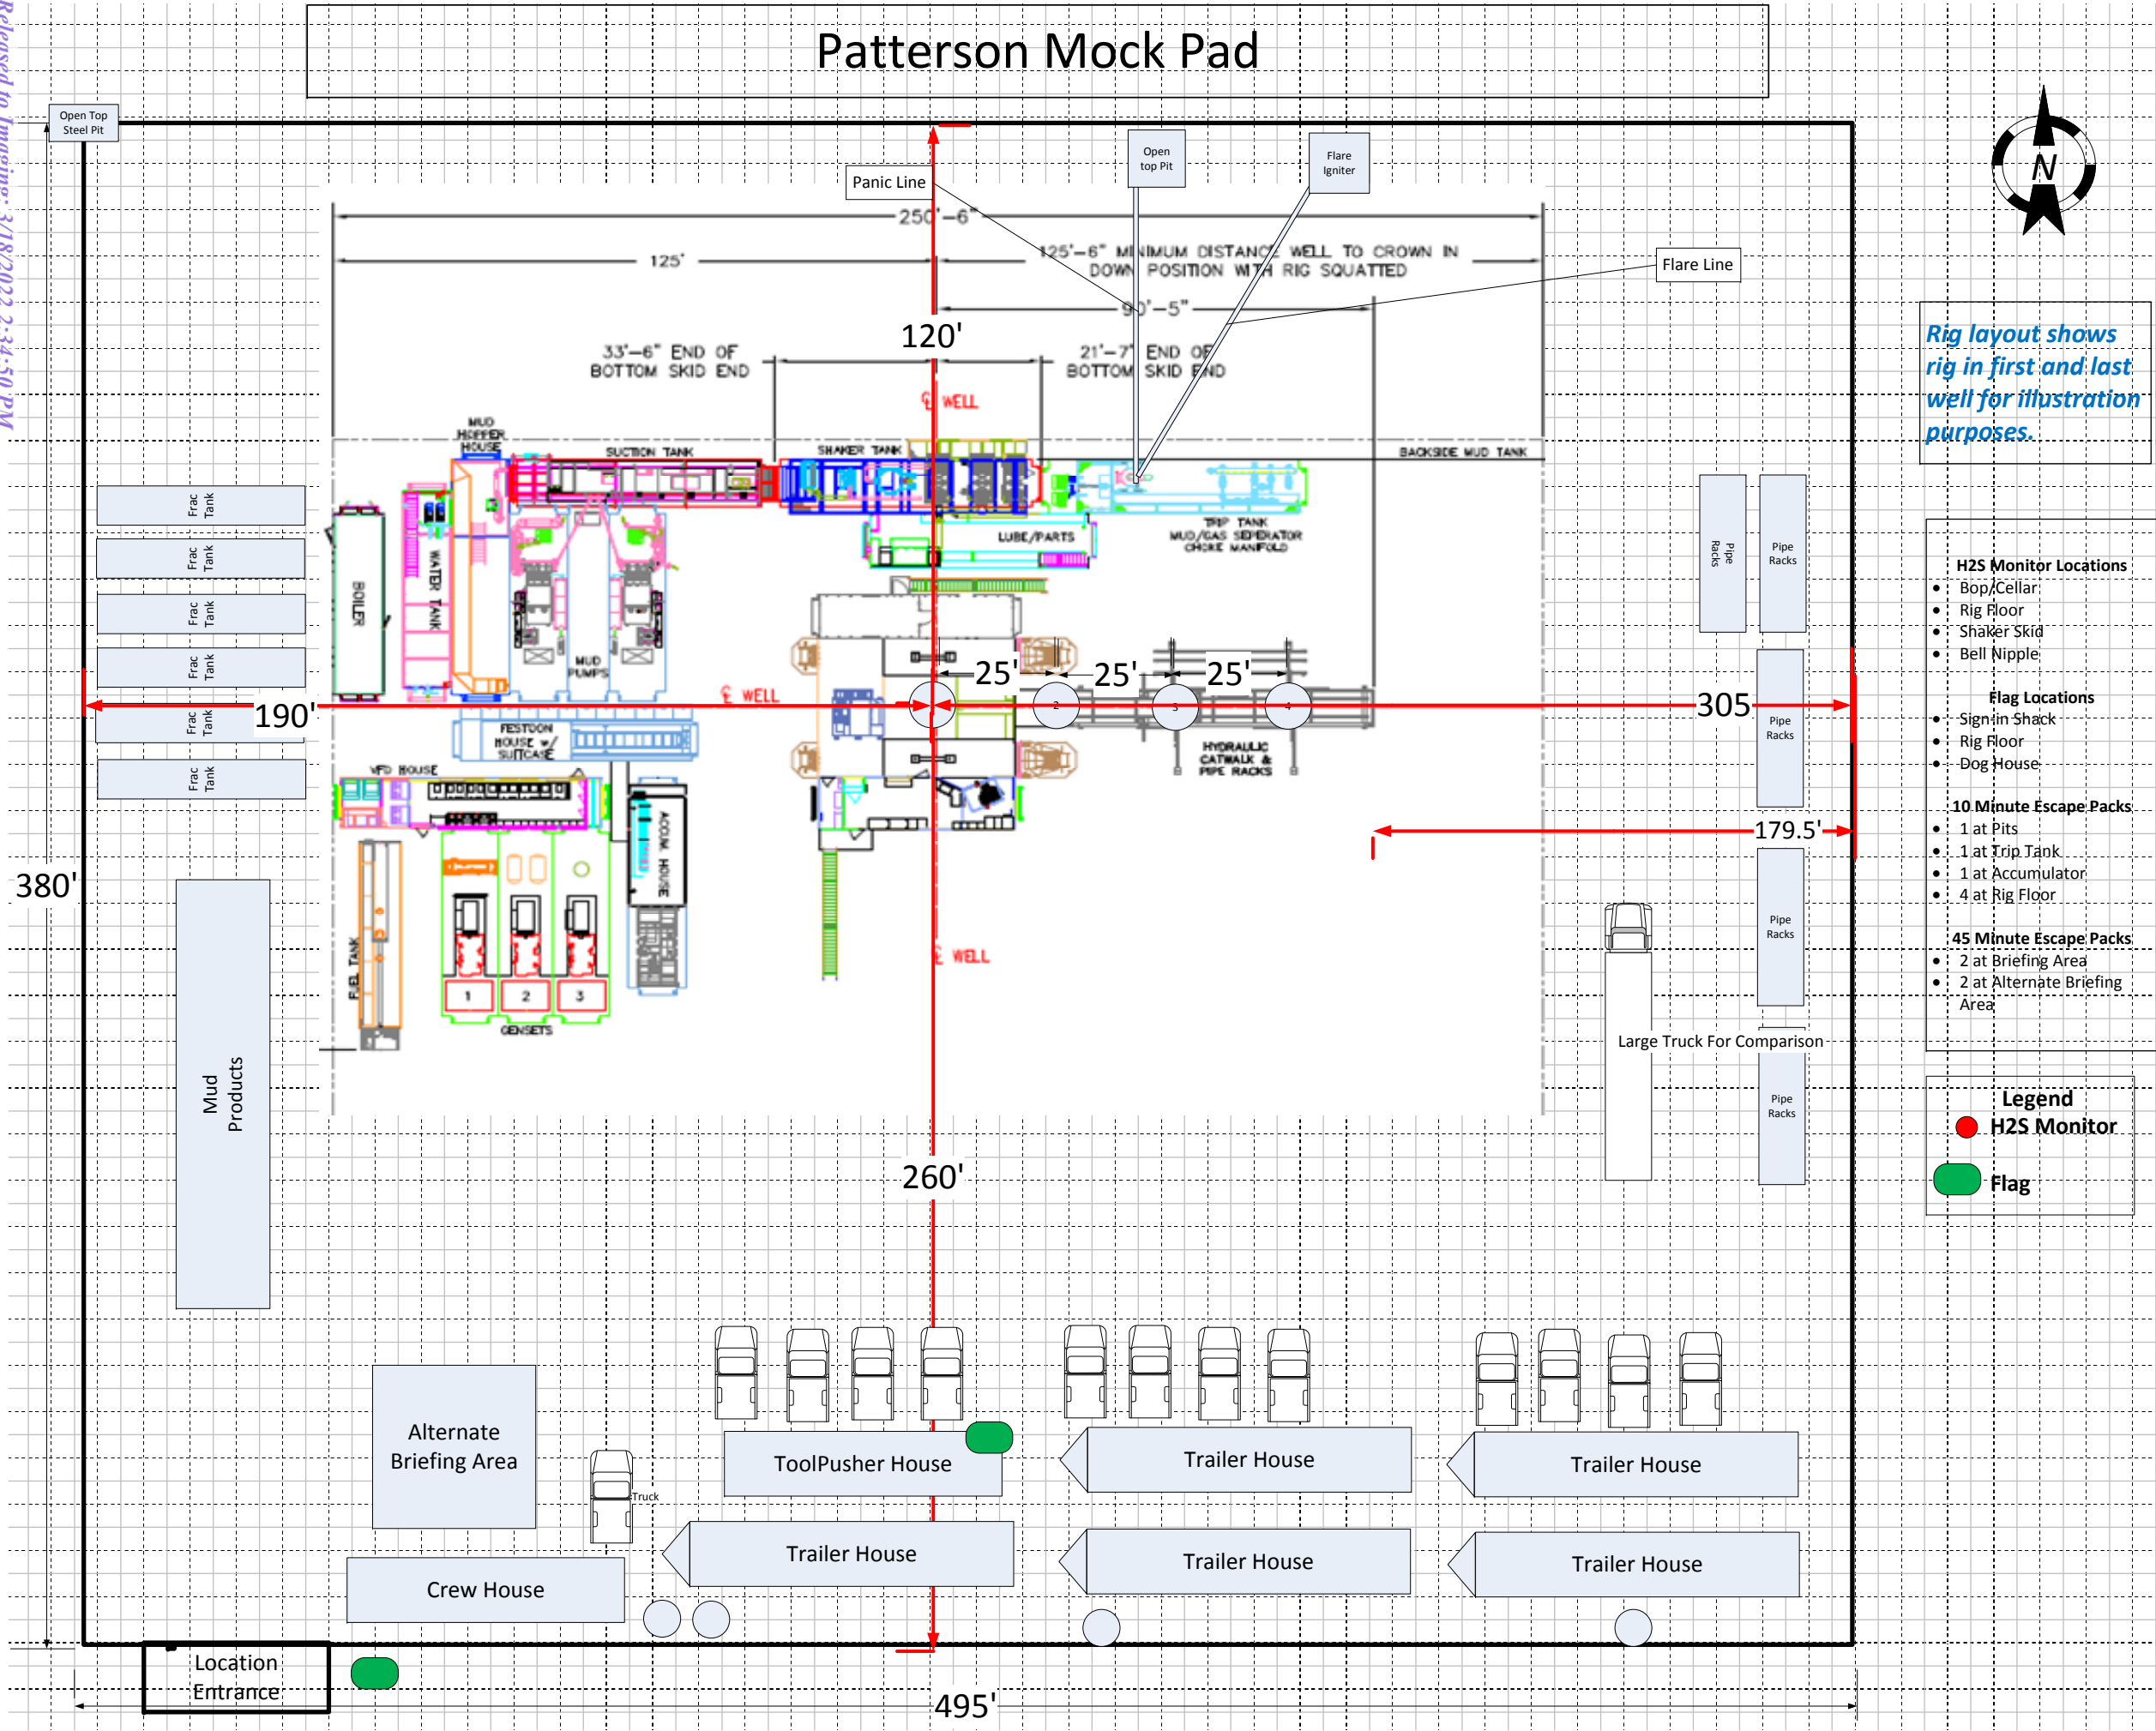 Released to Imaging: 3/18/2022 2:34:50 PM
Patterson Mock Pad
Open Top
Steel Pit
Panic Line
Open
top Pit
Flare
Igniter
N
250'-6"
125'
125'-6" MINIMUM DISTANCE WELL TO CROWN IN
DOWN POSITION WITH RIG SQUATTED
Flare Line
90'-5"
120'
33'-6" END OF
BOTTOM SKID END
21'-7" END OF
BOTTOM SKID END
Rig layout shows
rig in first and last
well for illustration
purposes.
℄ WELL
MUD
HOPPER
HOUSE
SUCTION TANK
SHAKER TANK
BACKSIDE MUD TANK
Frac
Tank
Frac
Tank
Frac
Tank
Frac
Tank
Frac
Tank
Frac
Tank
BOILER
WATER TANK
MUD
PUMPS
LUBE/PARTS
TRIP TANK
MUD/GAS SEPERATOR
CHOKE MANIFOLD
Pipe
Racks
Pipe
Racks
H2S Monitor Locations
• Bop/Cellar
• Rig Floor
• Shaker Skid
• Bell Nipple
Flag Locations
• Sign in Shack
• Rig Floor
• Dog House
10 Minute Escape Packs
• 1 at Pits
• 1 at Trip Tank
• 1 at Accumulator
• 4 at Rig Floor
45 Minute Escape Packs
• 2 at Briefing Area
• 2 at Alternate Briefing
Area
25'
25'
25'
190'
℄ WELL
2
3
4
305
Pipe
Racks
FESTOON
HOUSE w/
SUITCASE
HYDRAULIC
CATWALK &
PIPE RACKS
VFD HOUSE
ACCUM. HOUSE
179.5'
380'
Pipe
Racks
FUEL TANK
℄ WELL
1
2
3
GENSETS
Large Truck For Comparison
Pipe
Racks
Mud
Products
Legend
H2S Monitor
Flag
260'
Alternate
Briefing Area
Truck
ToolPusher House
Trailer House
Trailer House
Trailer House
Trailer House
Trailer House
Crew House
Location
Entrance
495'